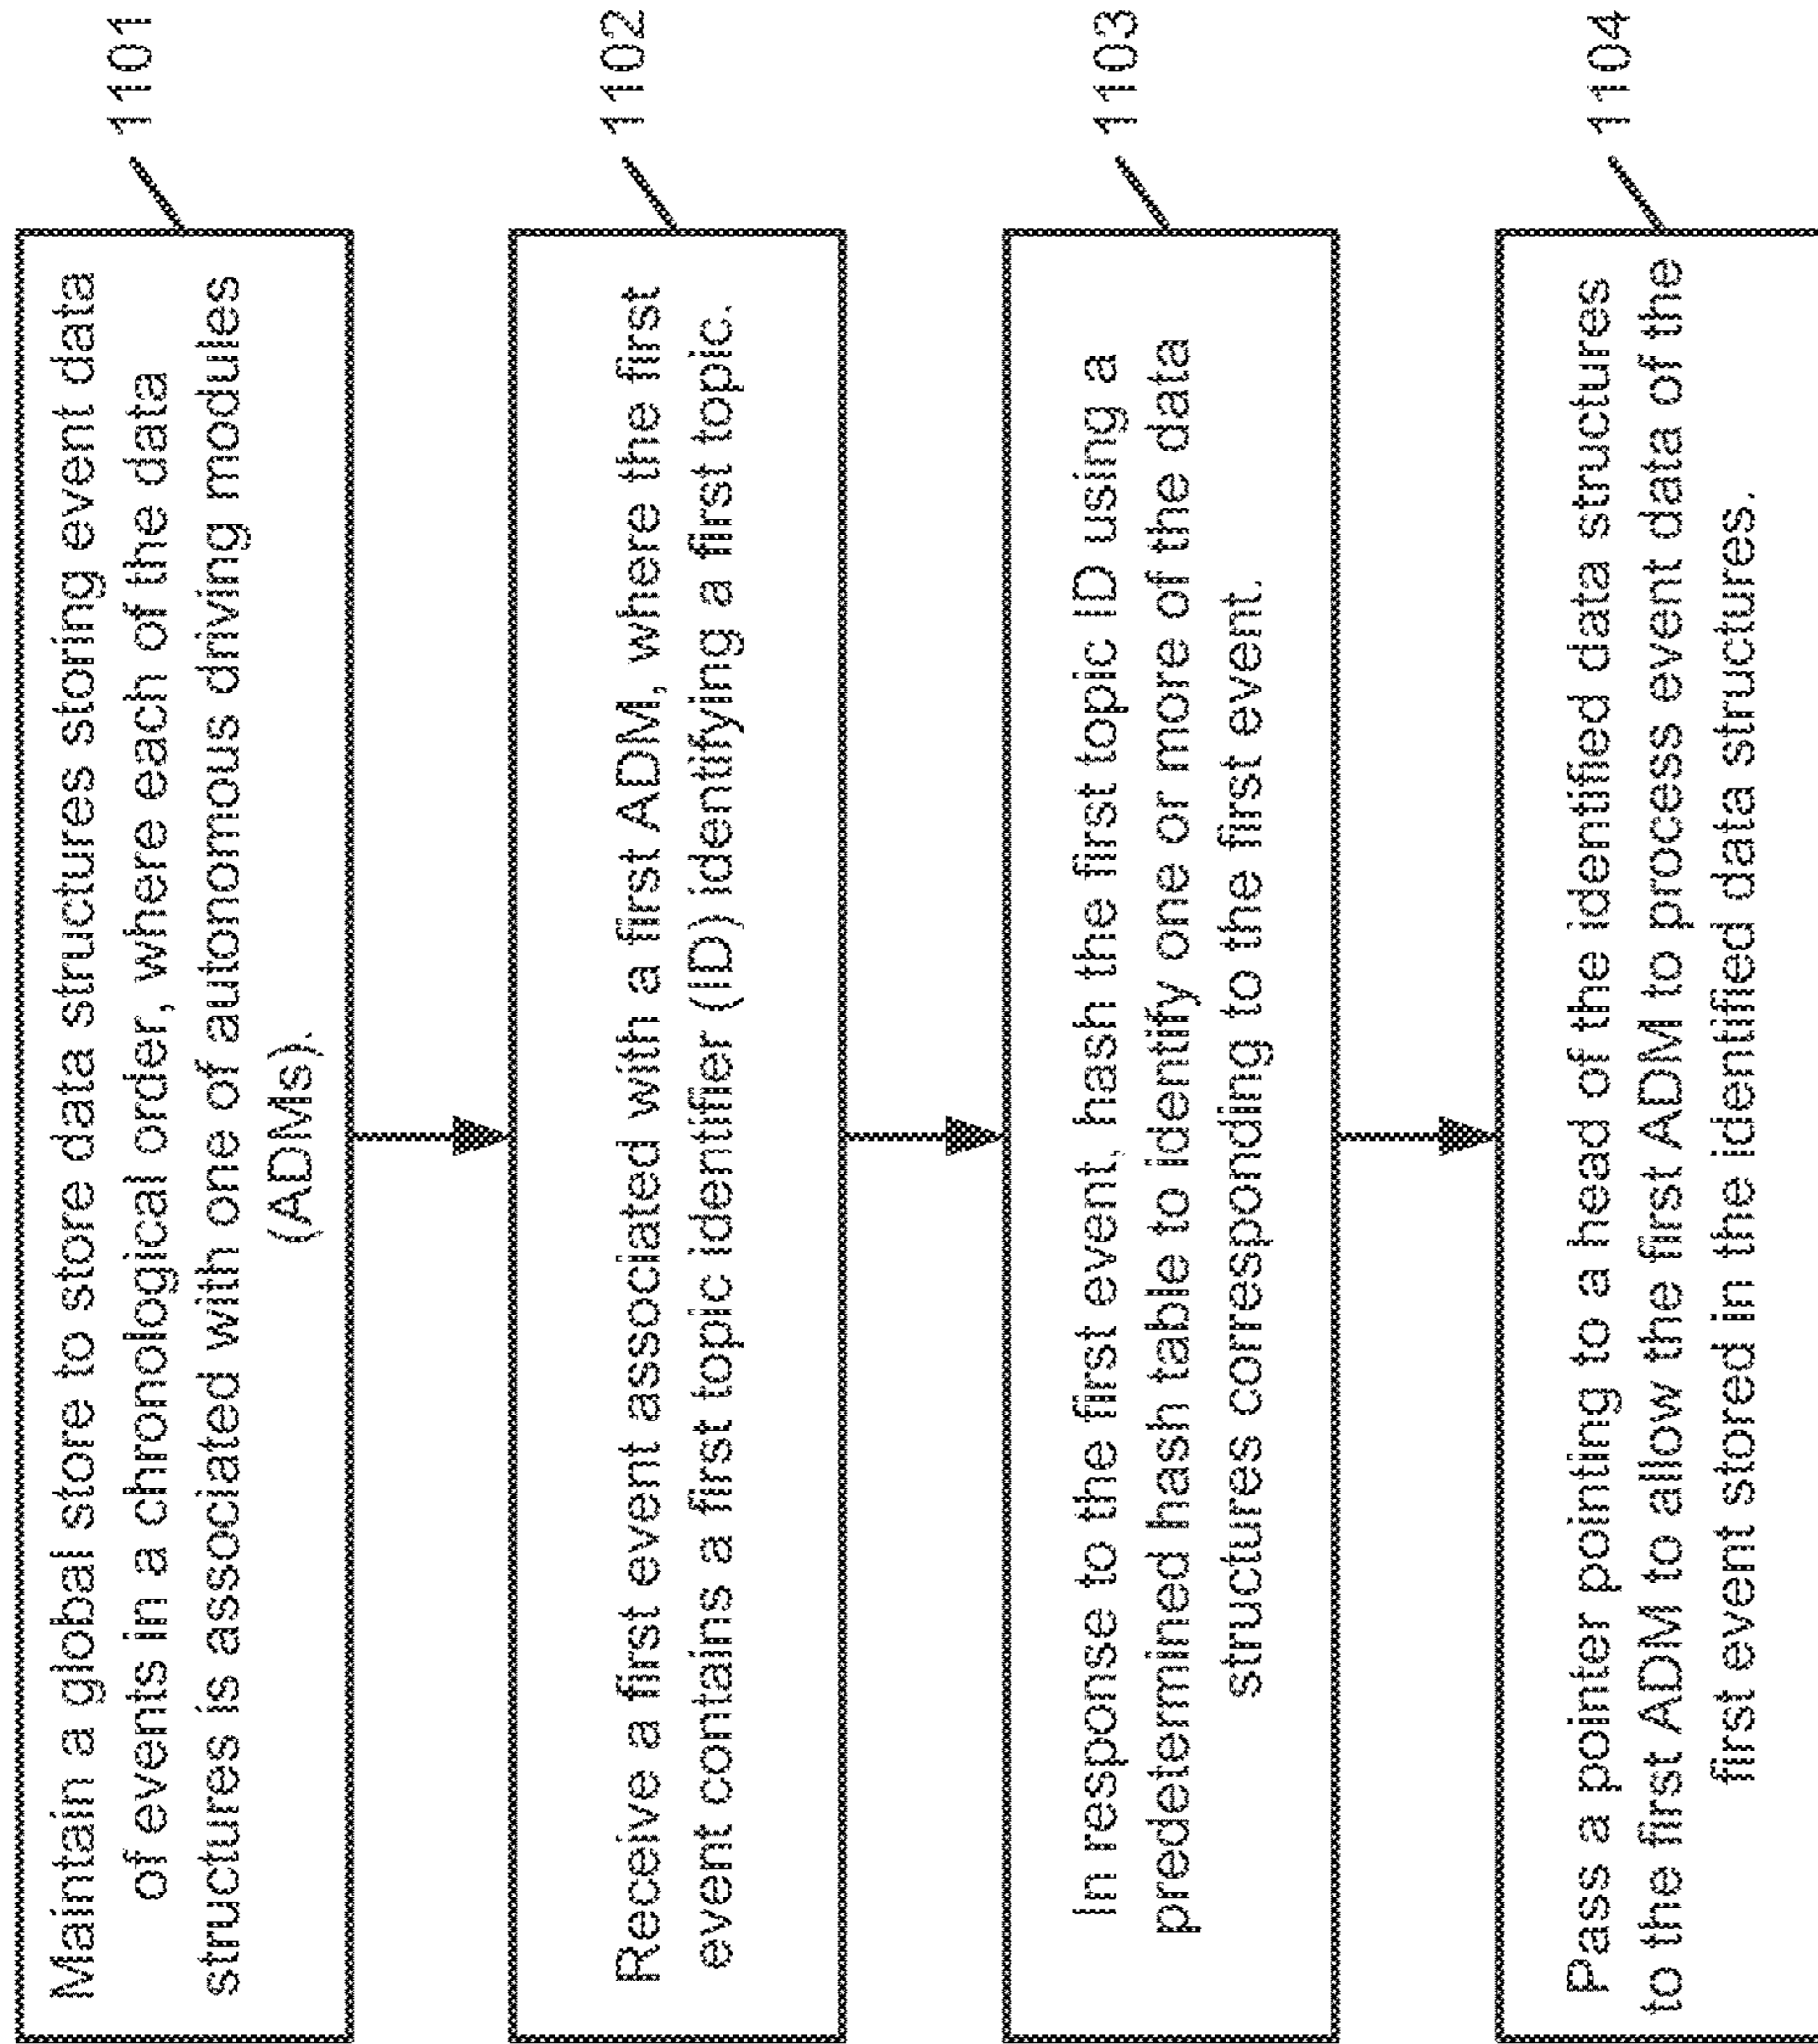 Maintain a global store to store data structures storing event data
of events in a chronological order, where each of the data
structures is associated with one of autonomous driving modules
(ADMs).
1101
Receive a first event associated with a first ADM, where the first
event contains a first topic identifier (ID) identifying a first topic.
1102
In response to the first event, hash the first topic ID using a
predetermined hash table to identify one or more of the data
structures corresponding to the first event.
1103
Pass a pointer pointing to a head of the identified data structures
to the first ADM to allow the first ADM to process event data of the
first event stored in the identified data structures.
1104